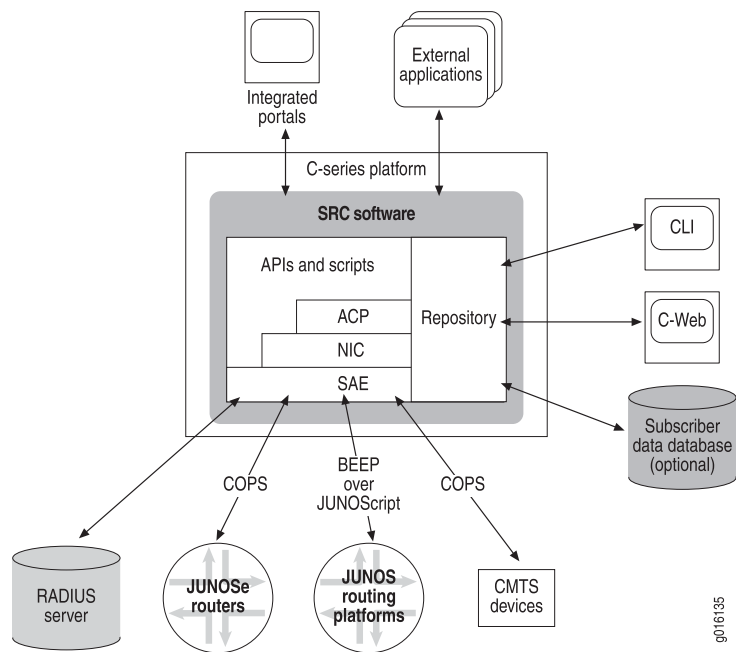 External
applications
Integrated
portals
C-series platform
SRC software
CLI
APIs and scripts
ACP
Repository
C-Web
NIC
SAE
Subscriber
data database
(optional)
BEEP
over
JUNOScript
COPS
COPS
RADIUS
server
JUNOSe
routers
JUNOS
routing
platforms
CMTS
devices
g016135